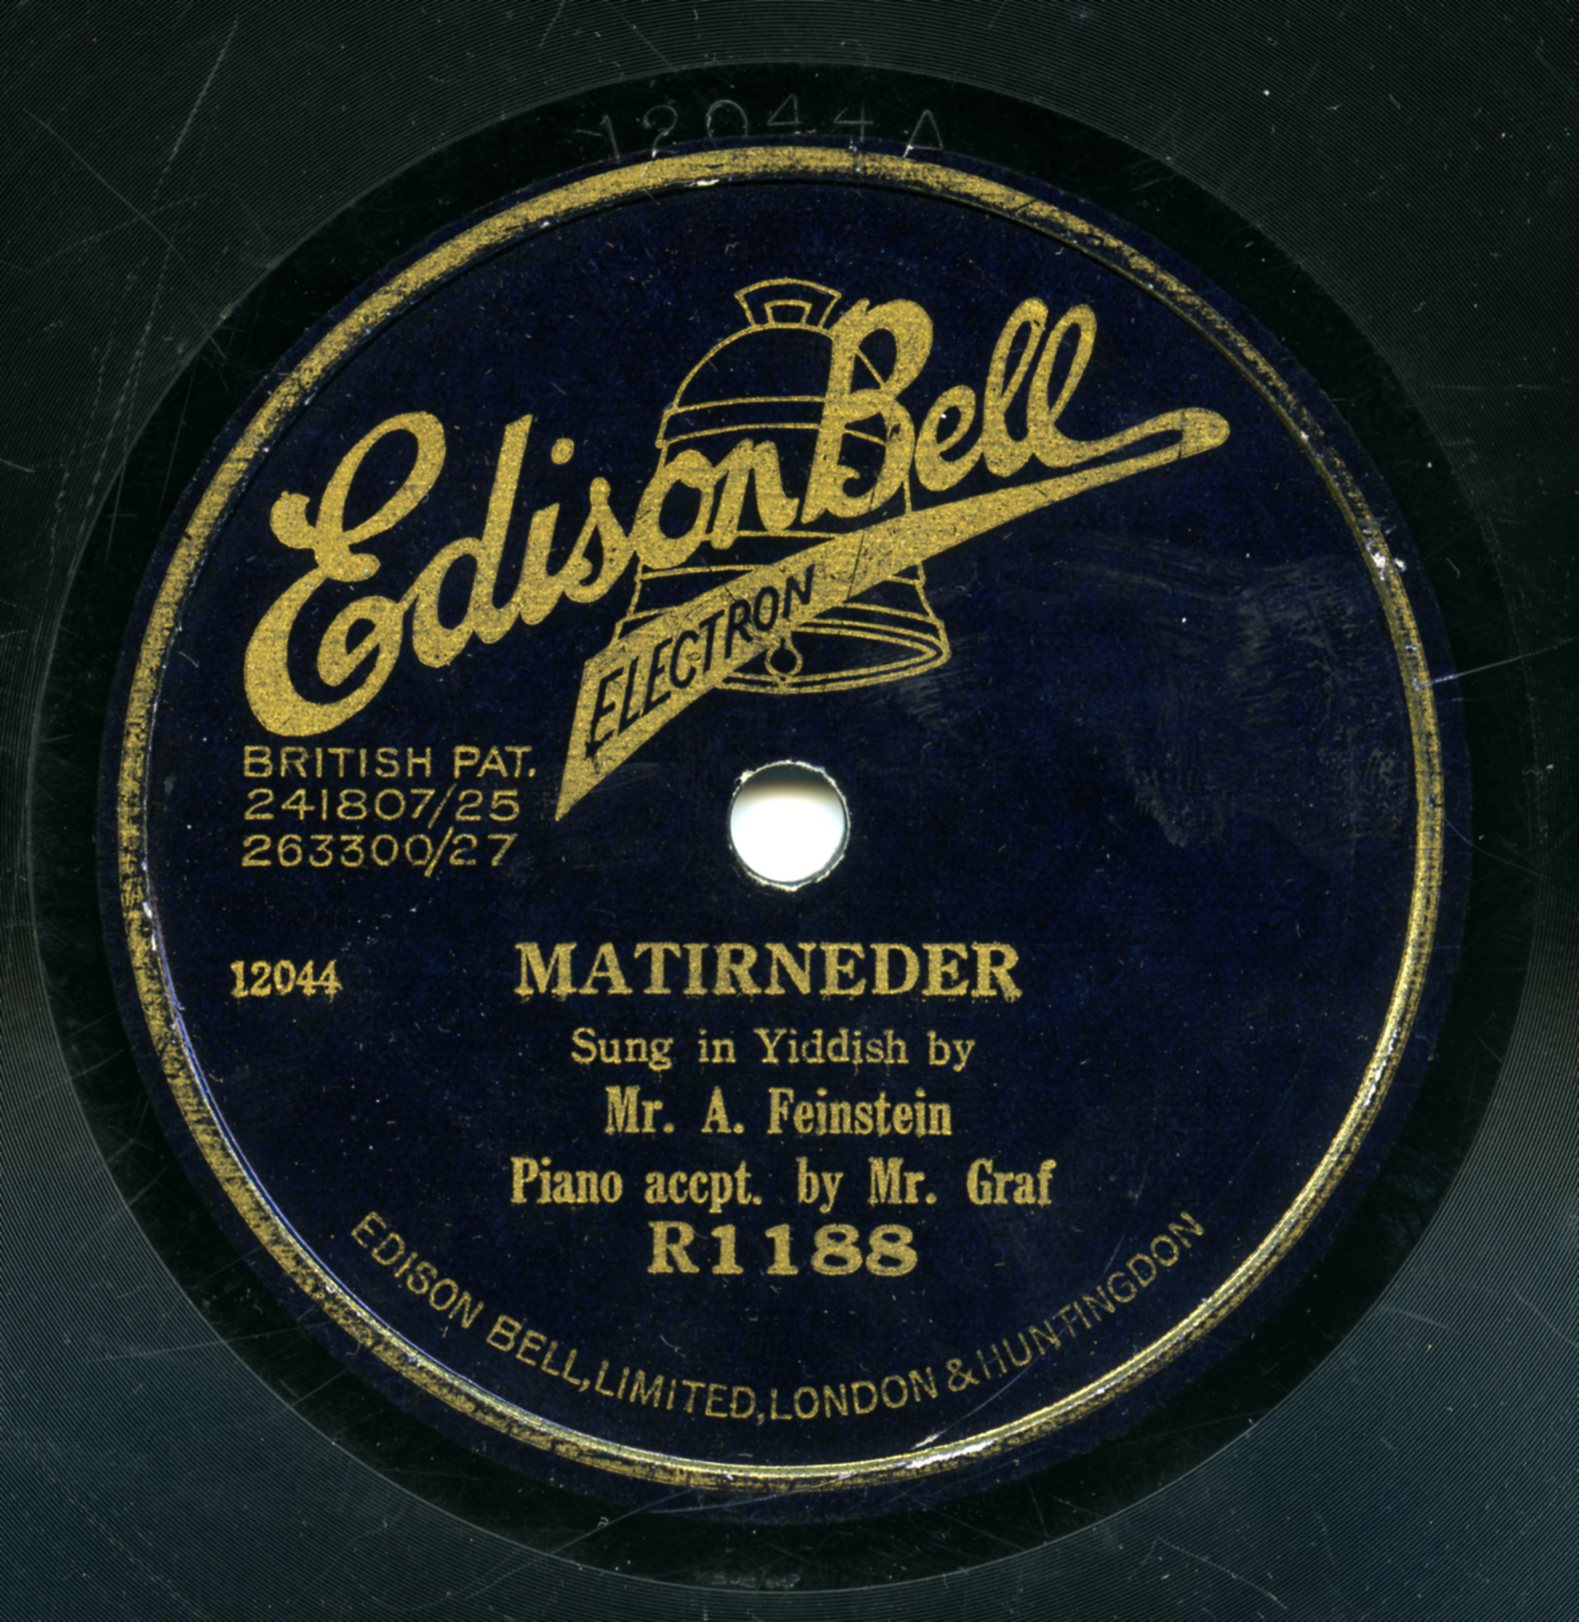 12044A
Edison Bell
ELECTRON
BRITISH PAT.
241807/25
263300/27
12044
MATIRNEDER
Sung in Yiddish by
Mr. A. Feinstein
Piano accpt. by Mr. Graf
R1188
EDISON BELL, LIMITED, LONDON & HUNTINGDON